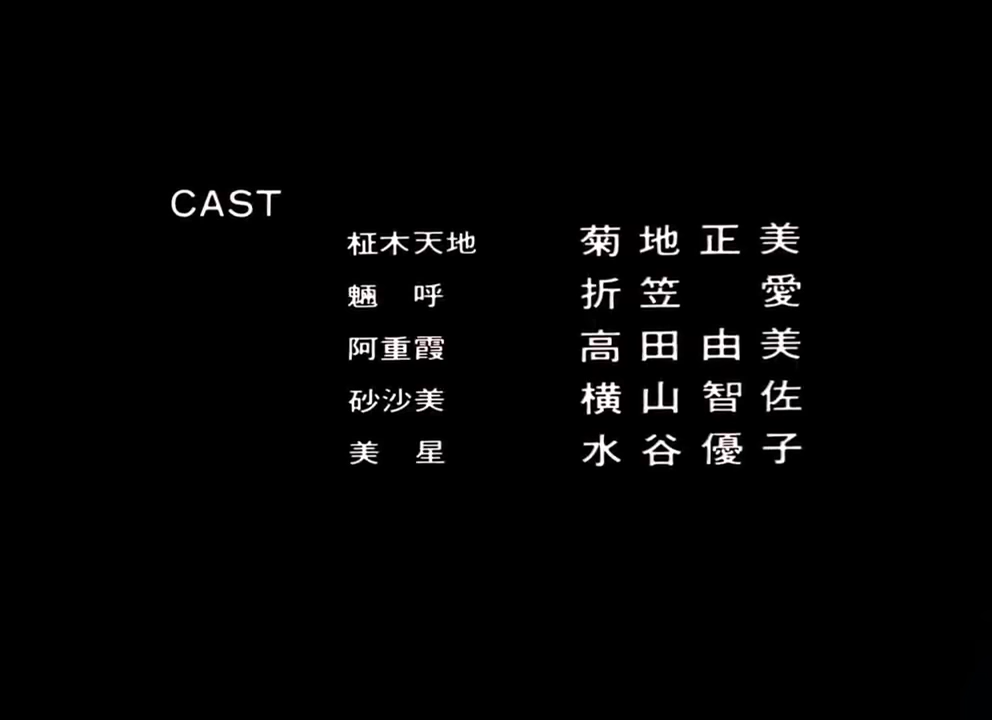 CAST
柾木天地 菊地正美
魎呼 折笠愛
阿重霞 高田由美
砂沙美 横山智佐
美星 水谷優子